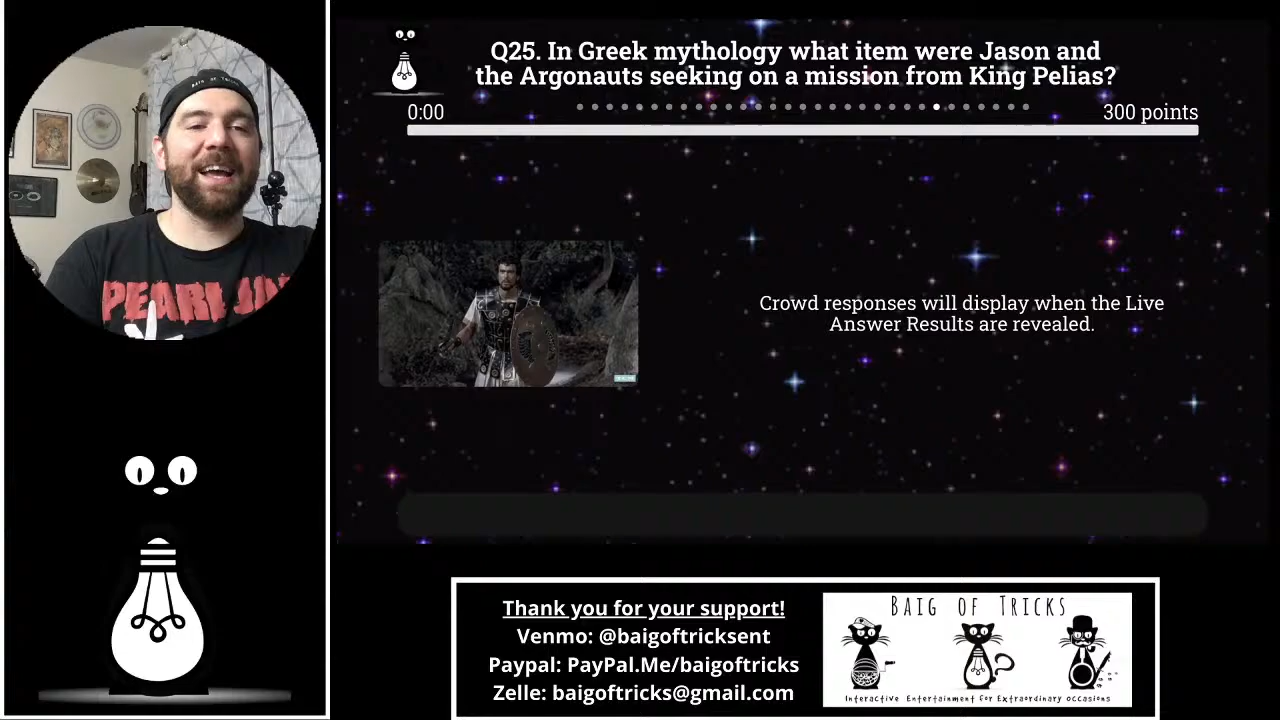 Q25. In Greek mythology what item were Jason and
the Argonauts seeking on a mission from King Pelias?
0:00
300 points
PEARL JA
Crowd responses will display when the Live
Answer Results are revealed.
Thank you for your support!
Venmo: @baigoftricksent
Paypal: PayPal.Me/baigoftricks
Zelle: baigoftricks@gmail.com
BAIG OF TRICKS
Interactive Entertainment for Extraordinary occasions